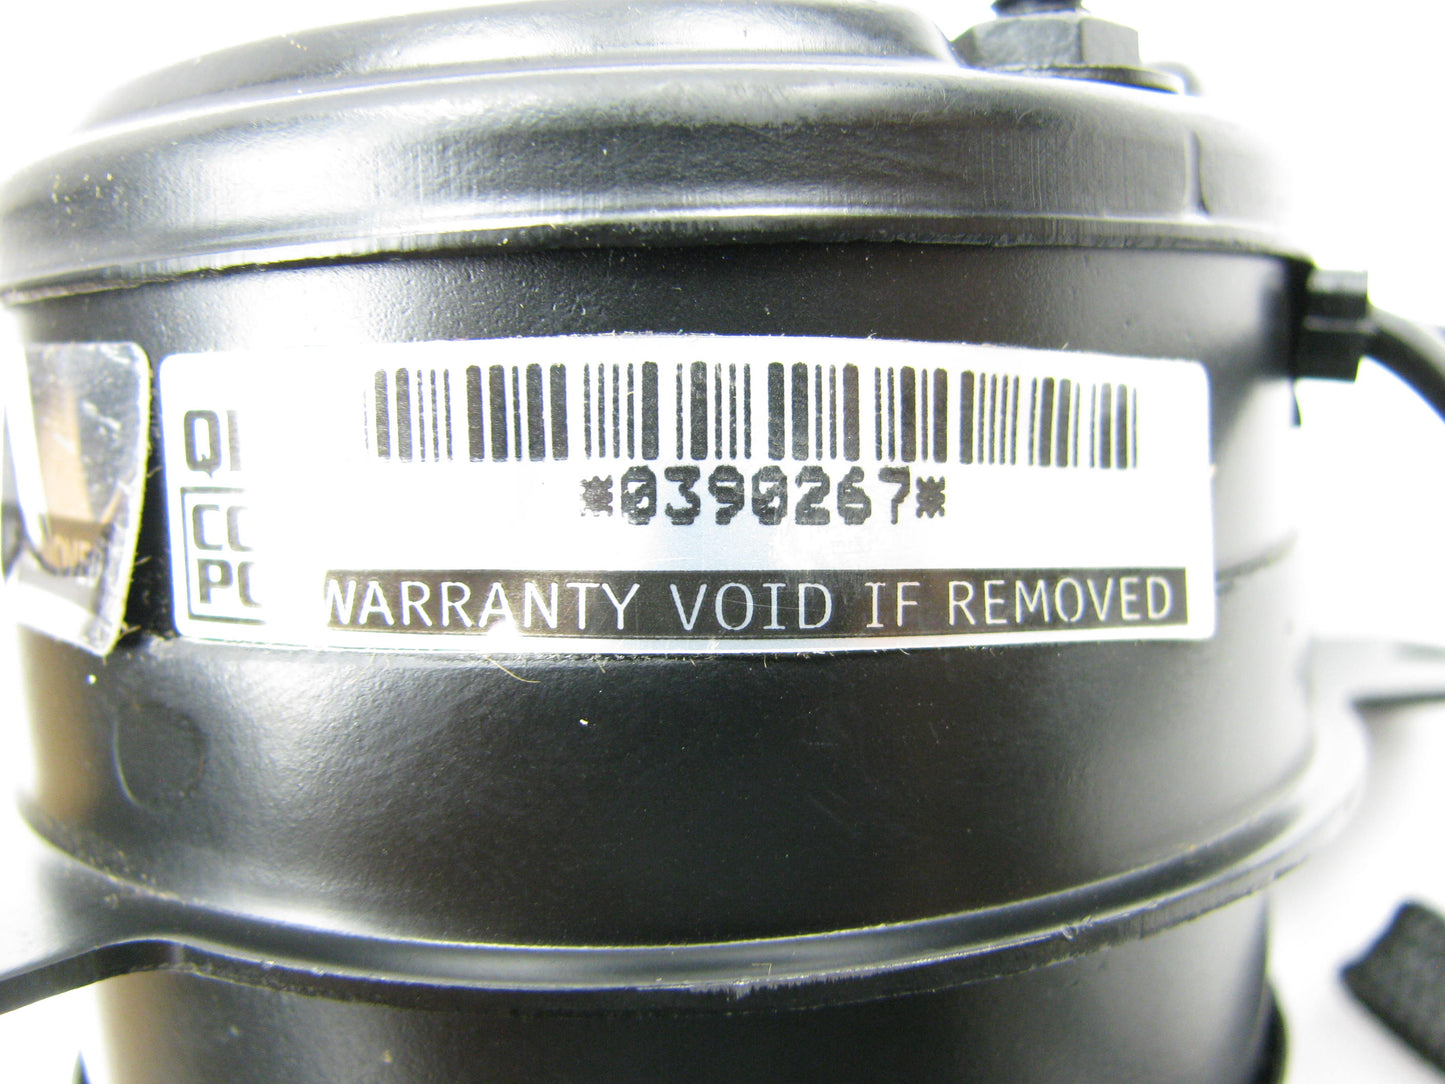 *0390267*
WARRANTY VOID IF REMOVED